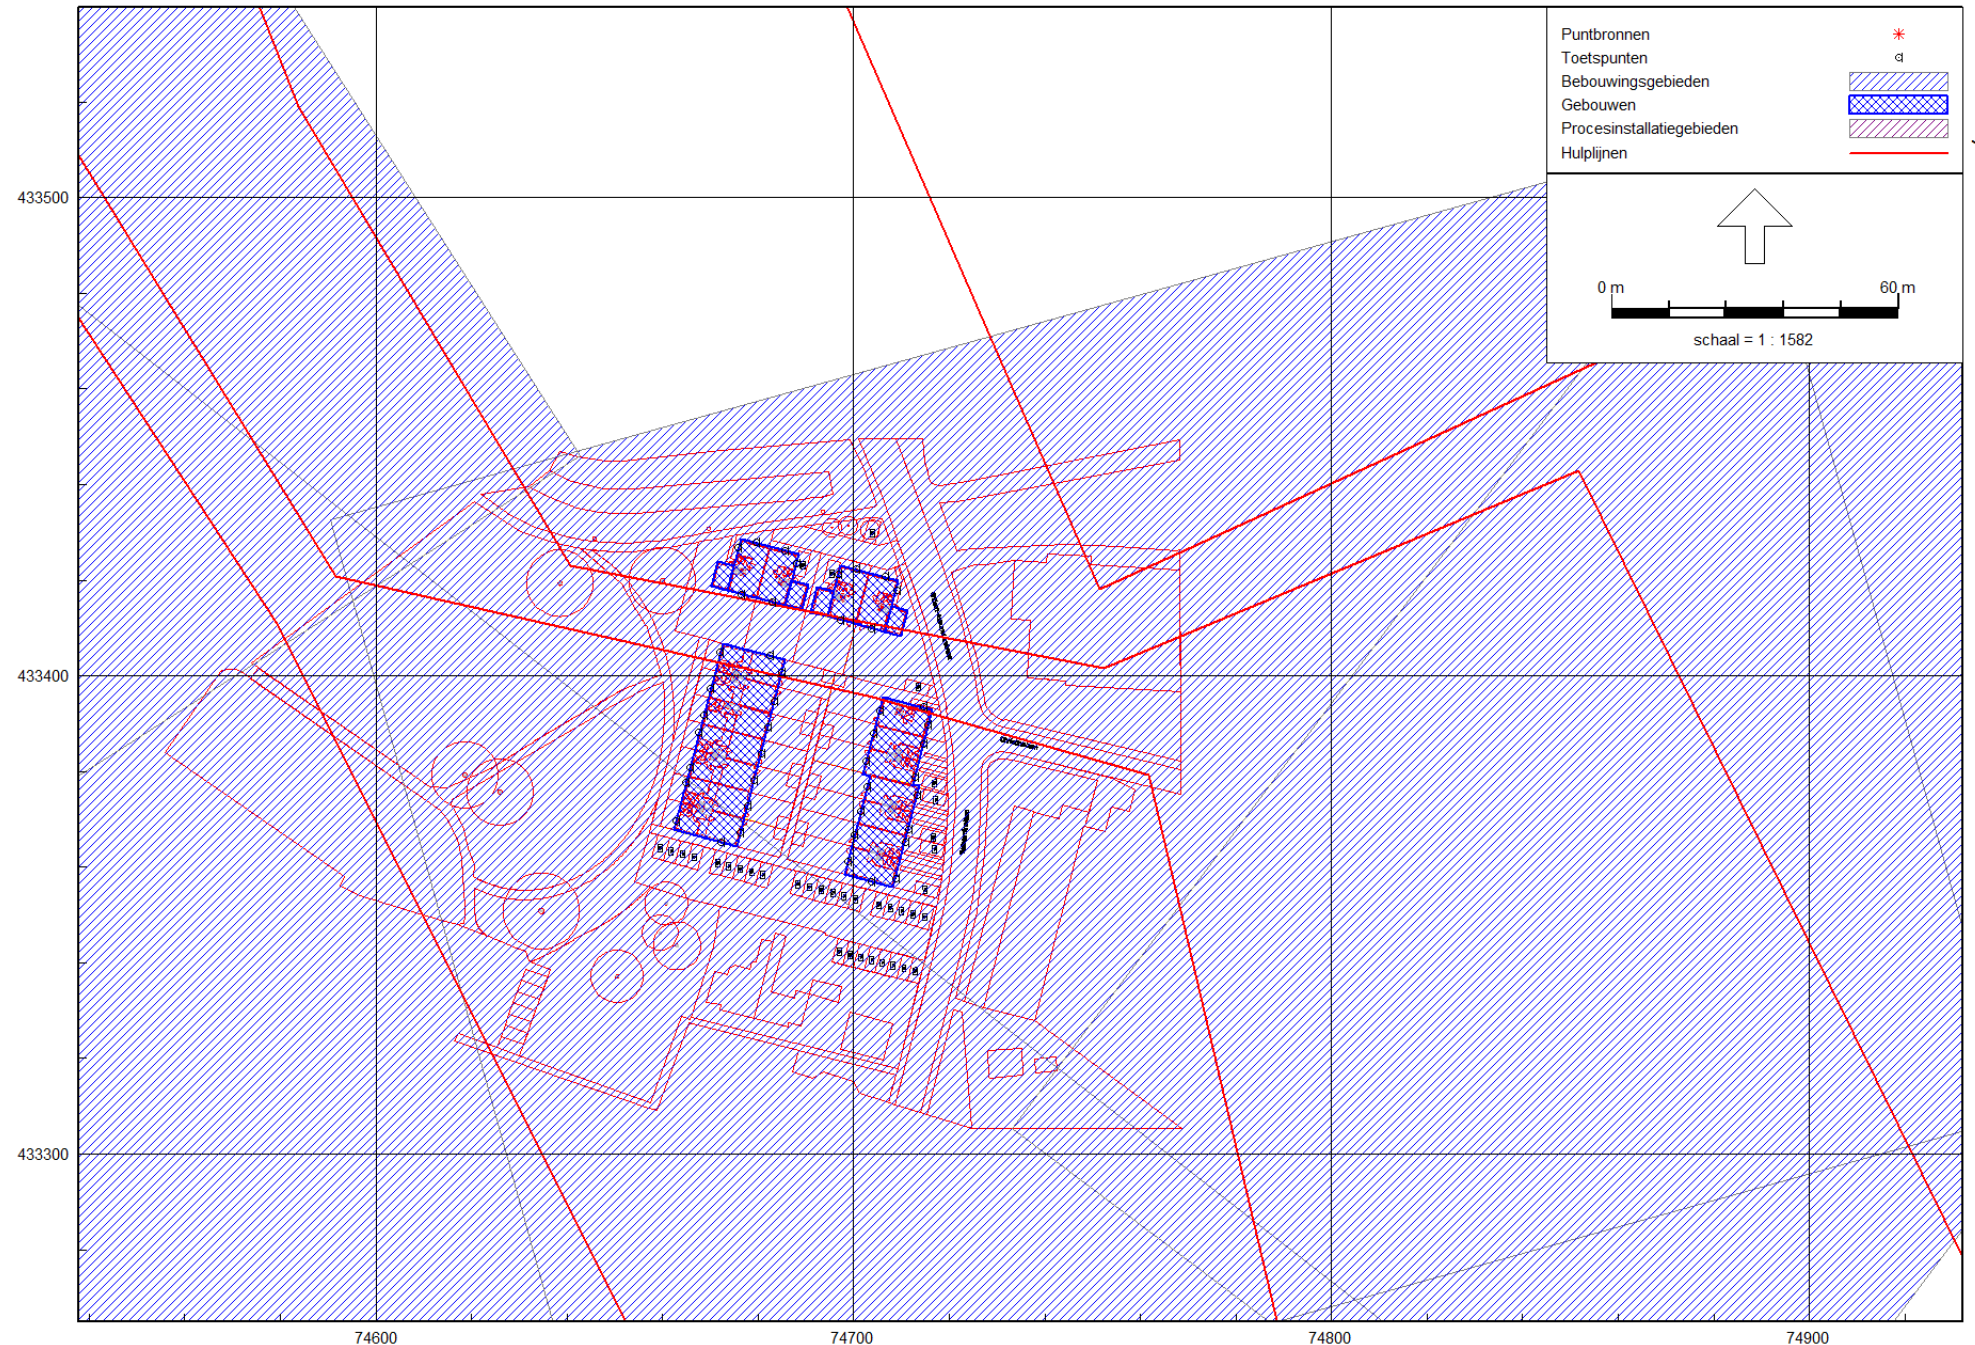 Puntbronnen
Toetspunten
Bebouwingsgebieden
Gebouwen
Procesinstallatiegebieden
Hulplijnen
433500
0 m 60 m
schaal = 1 : 1582
433400
433300
74600 74700 74800 74900